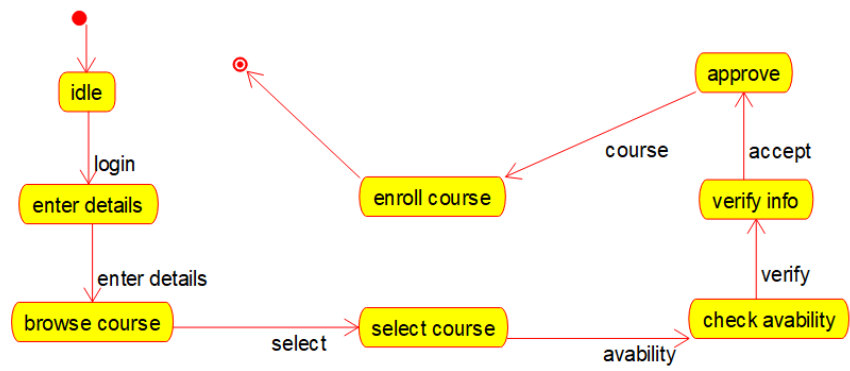 idle
login
enter details
enter details
browse course
select
select course
avability
check avability
verify
verify info
accept
approve
course
enroll course